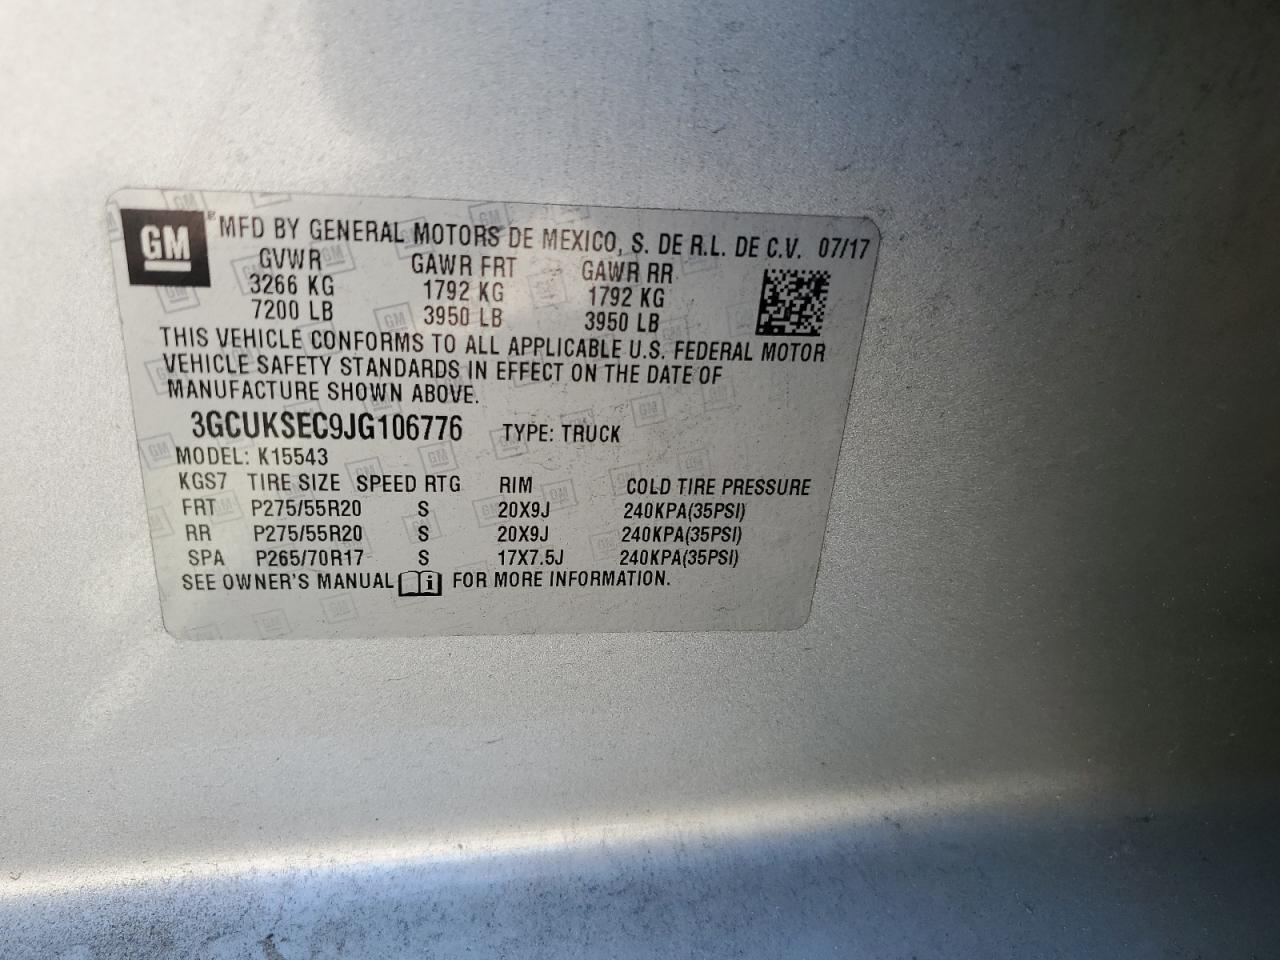 GM ® MFD BY GENERAL MOTORS DE MEXICO, S. DE R.L. DE C.V. 07/17
GVWR GAWR FRT GAWR RR
3266 KG 1792 KG 1792 KG
7200 LB 3950 LB 3950 LB
THIS VEHICLE CONFORMS TO ALL APPLICABLE U.S. FEDERAL MOTOR
VEHICLE SAFETY STANDARDS IN EFFECT ON THE DATE OF
MANUFACTURE SHOWN ABOVE.
3GCUKSEC9JG106776 TYPE: TRUCK
MODEL: K15543
KGS7 TIRE SIZE SPEED RTG RIM COLD TIRE PRESSURE
FRT P275/55R20 S 20X9J 240KPA(35PSI)
RR P275/55R20 S 20X9J 240KPA(35PSI)
SPA P265/70R17 S 17X7.5J 240KPA(35PSI)
SEE OWNER'S MANUAL i FOR MORE INFORMATION.